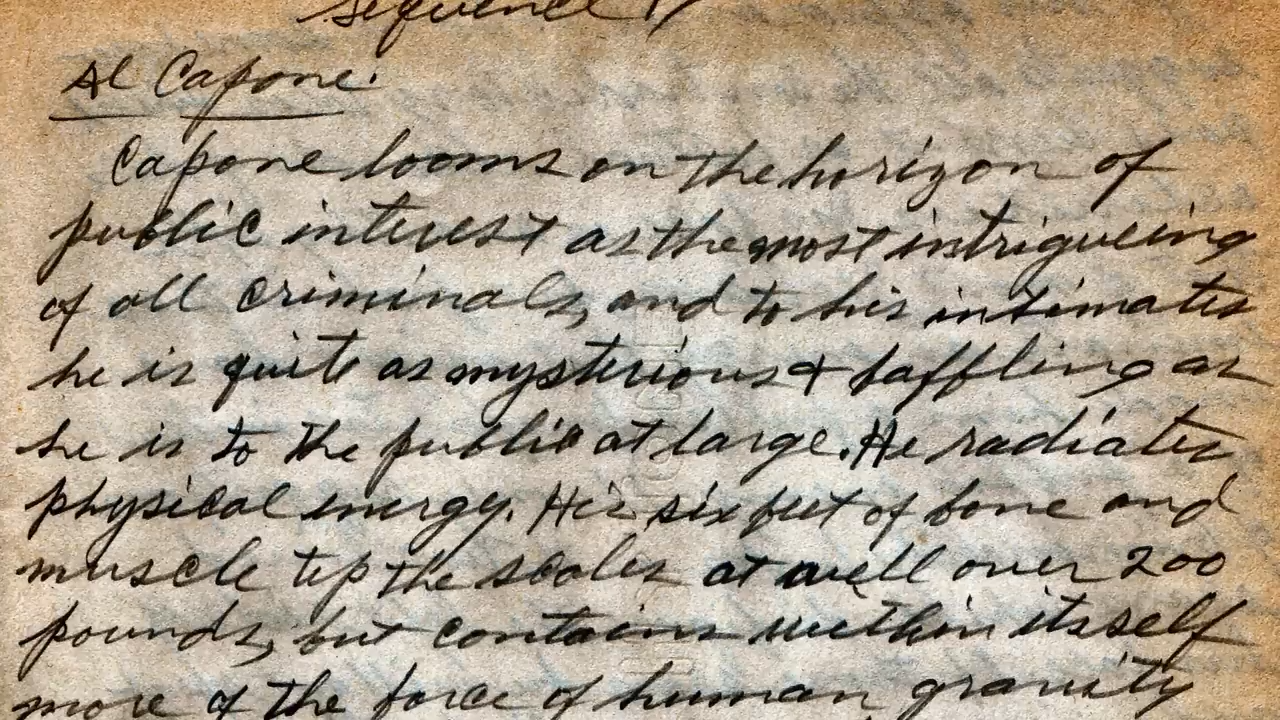 sequence
Al Capone.
Capone looms on the horizon of
public interest as the most intrigueing
of all criminals, and to his intimates
he is quite as mysterious & baffling as
he is to the public at large. He radiates
physical energy. His six feet of bone and
muscle tip the scales at well over 200
pounds, but contains within itself
more of the force of human gravity